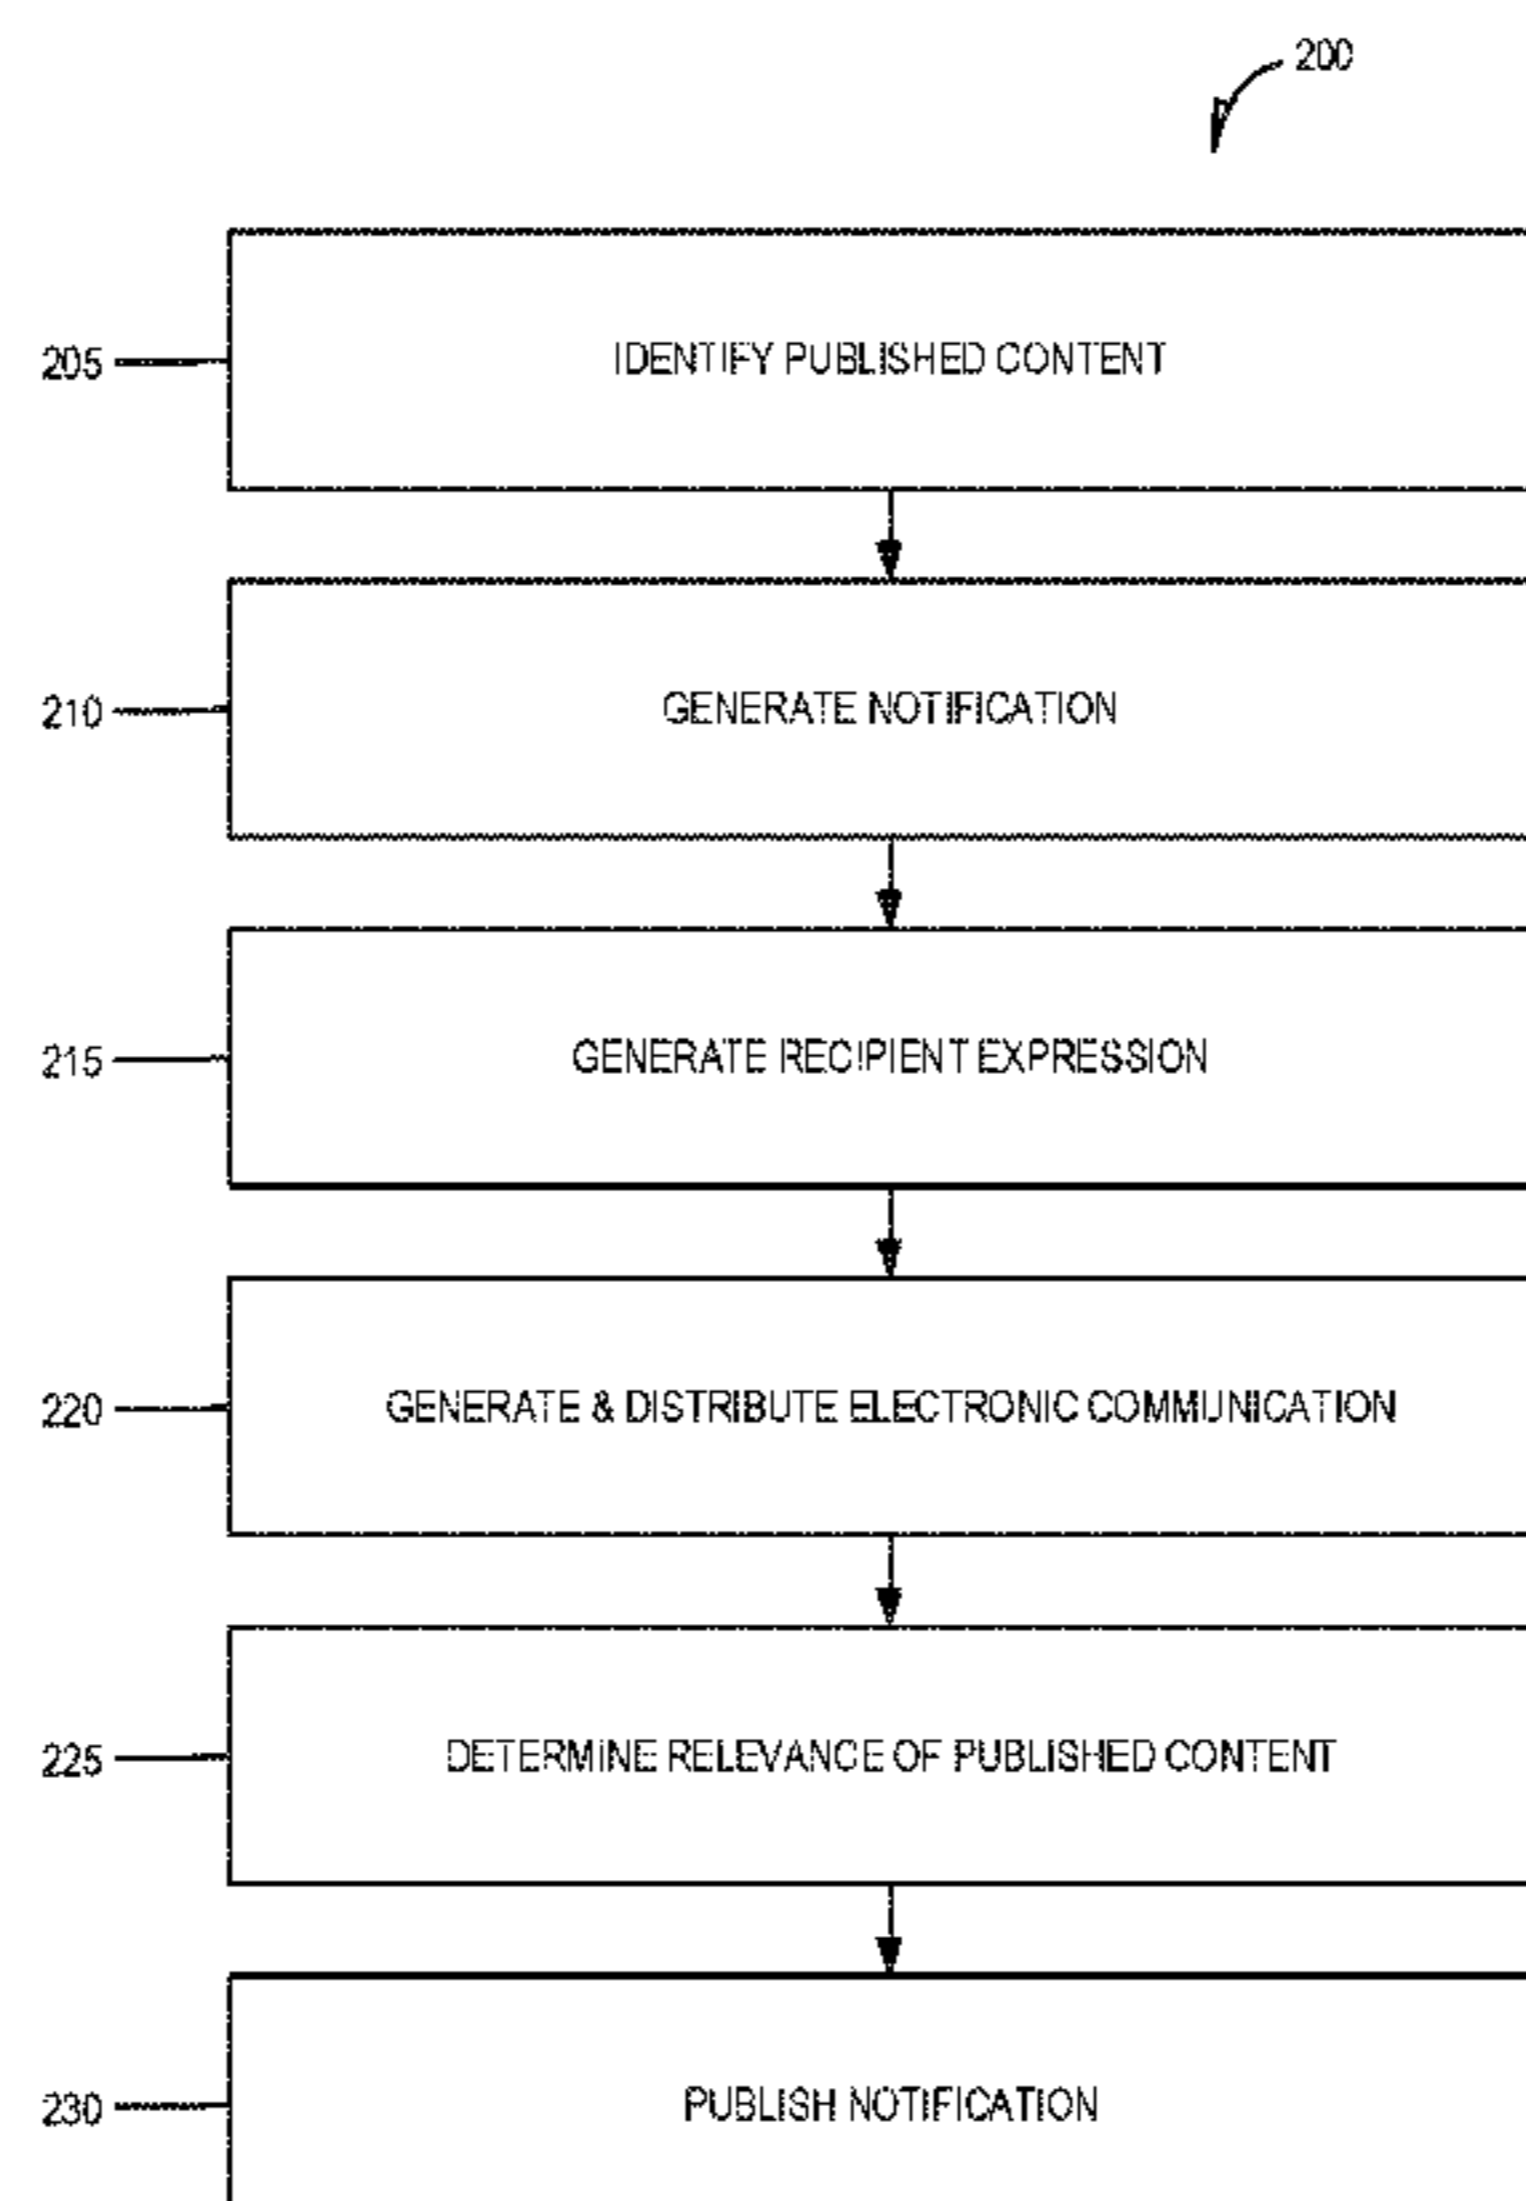 200
205
IDENTIFY PUBLISHED CONTENT
210
GENERATE NOTIFICATION
215
GENERATE RECIPIENT EXPRESSION
220
GENERATE & DISTRIBUTE ELECTRONIC COMMUNICATION
225
DETERMINE RELEVANCE OF PUBLISHED CONTENT
230
PUBLISH NOTIFICATION